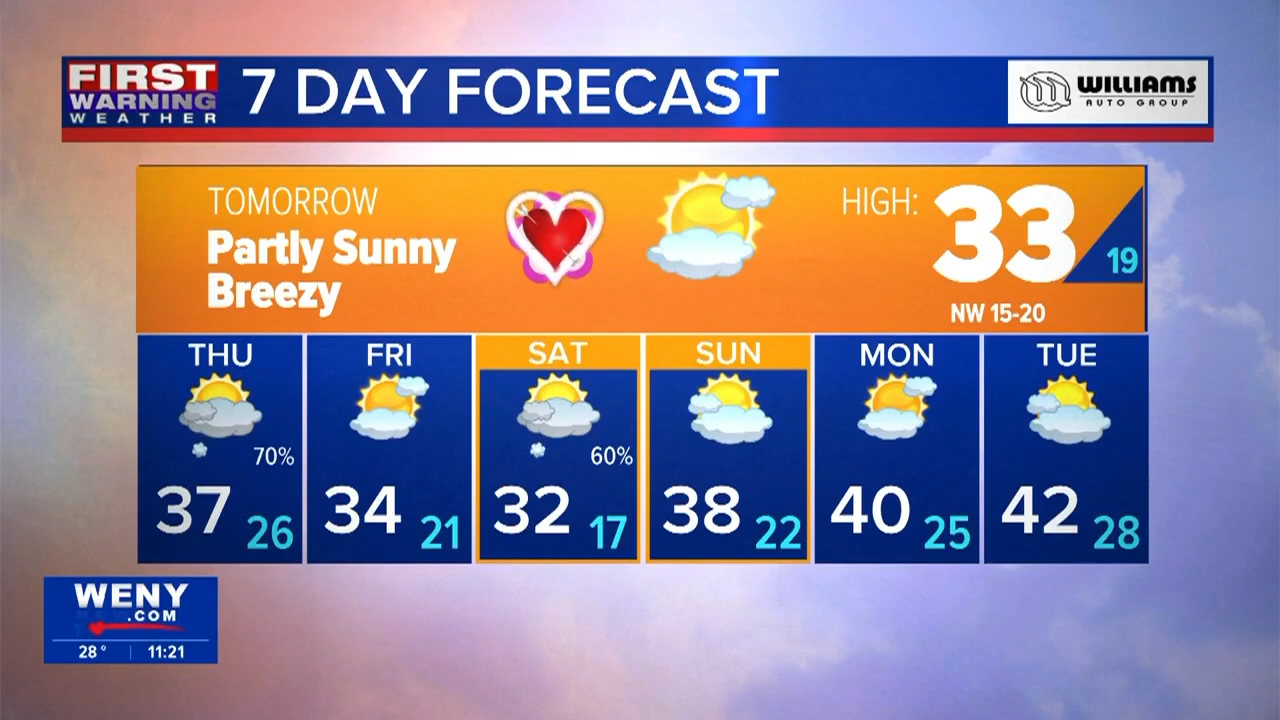 FIRST
WARNING
WEATHER
7 DAY FORECAST
WILLIAMS
AUTO GROUP
TOMORROW
Partly Sunny
Breezy
HIGH:
33
19
NW 15-20
THU FRI SAT SUN MON TUE
70% 60%
37 26 34 21 32 17 38 22 40 25 42 28
WENY
.COM
28° 11:21